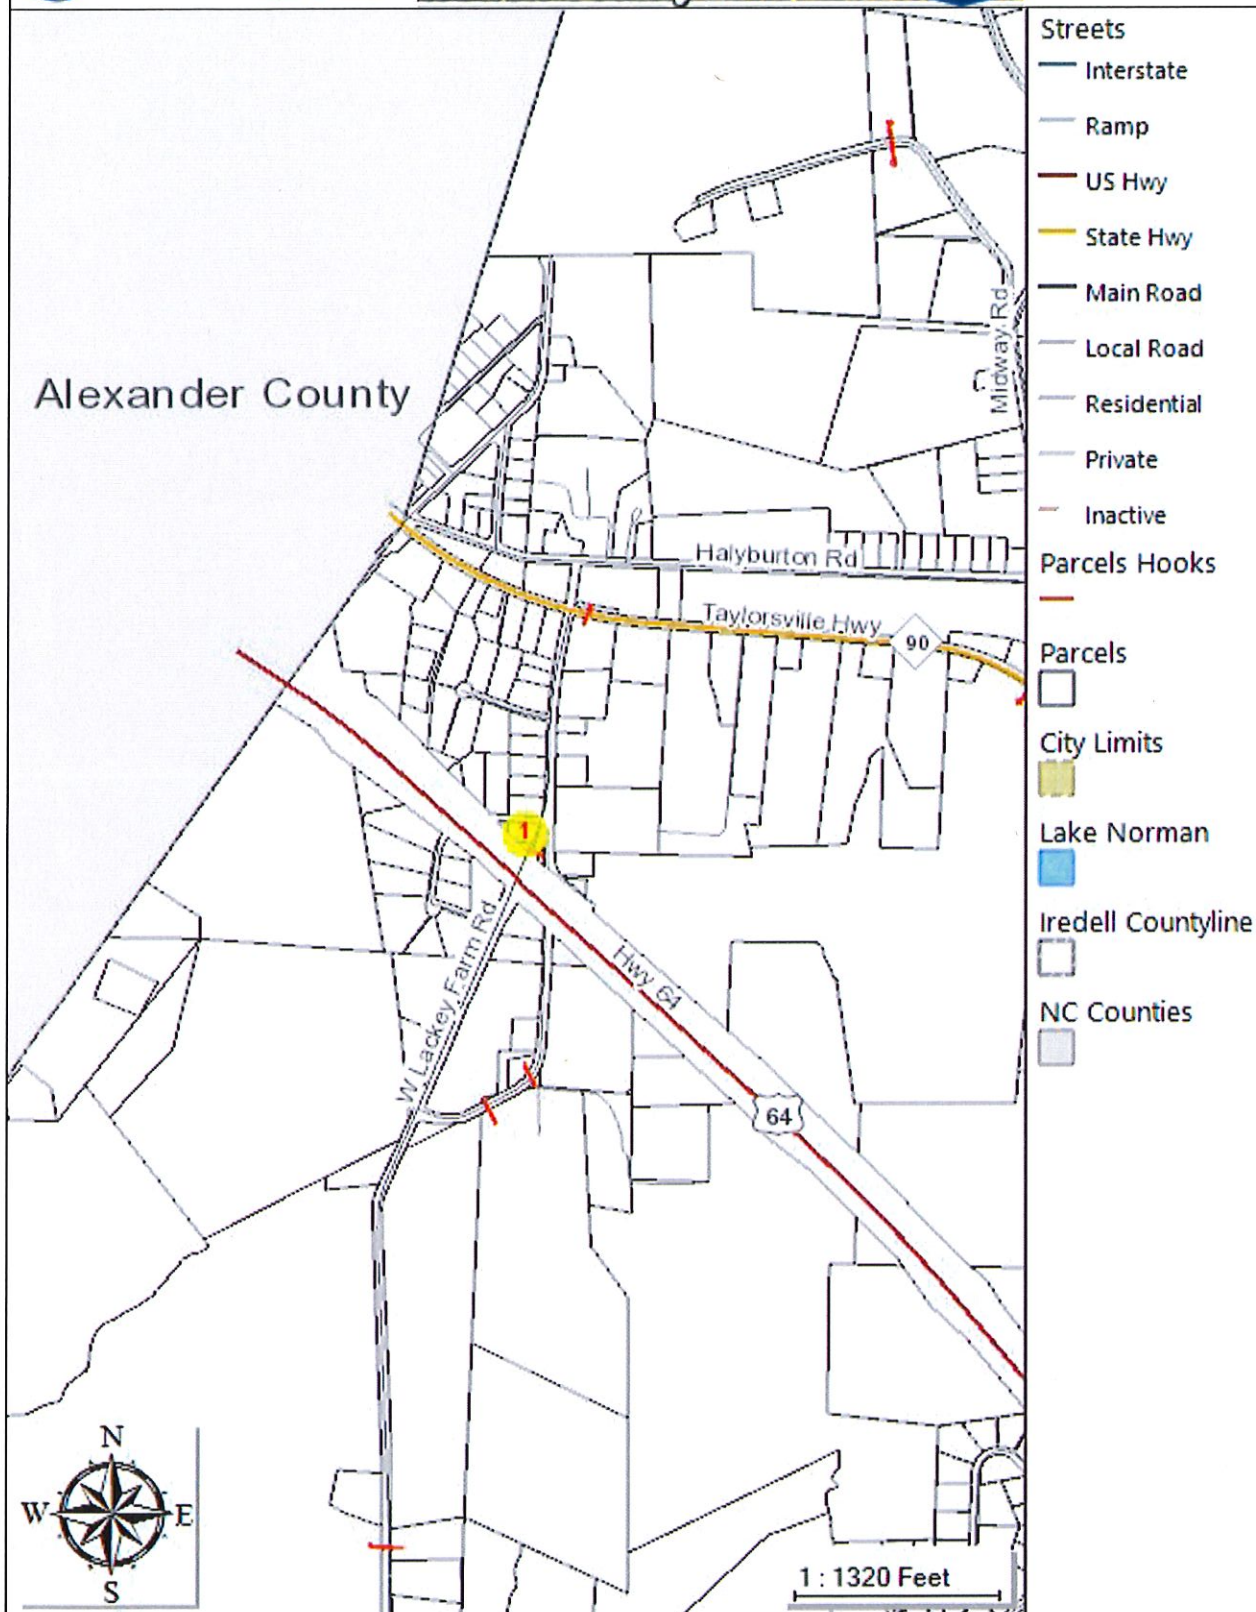 Streets
Interstate
Ramp
US Hwy
State Hwy
Main Road
Local Road
Residential
Private
Inactive
Parcels Hooks
Parcels
City Limits
Lake Norman
Iredell Countyline
NC Counties
Alexander County
Midway Rd
Halyburton Rd
Taylorsville Hwy
90
1
W Lackey Farm Rd
Hwy 64
64
N
W E
S
1 : 1320 Feet